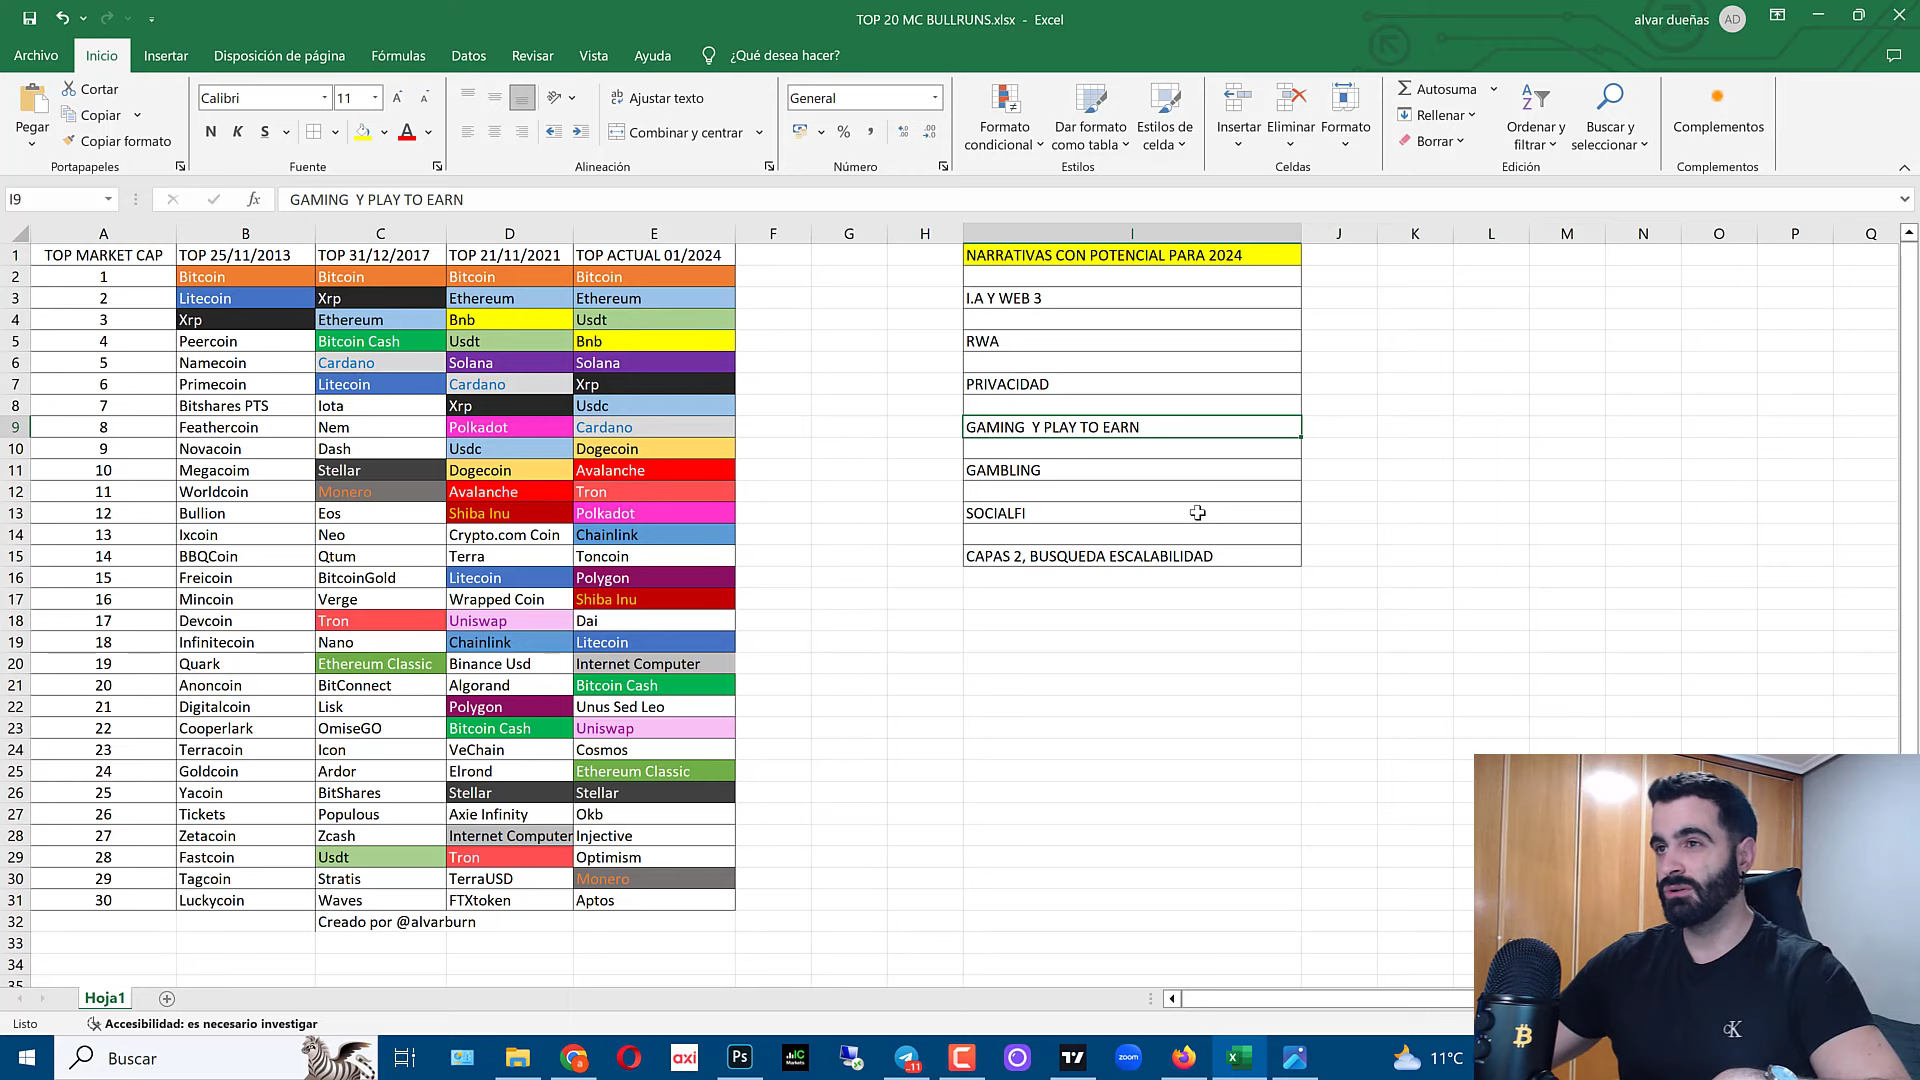 TOP 20 MC BULLRUNS.xlsx - Excel
alvar dueñas AD
Archivo Inicio Insertar Disposición de página Fórmulas Datos Revisar Vista Ayuda ¿Qué desea hacer?
Pegar
Cortar
Copiar
Copiar formato
Portapapeles
Calibri 11
N K S
Fuente
Ajustar texto
Combinar y centrar
Alineación
General
Número
Formato condicional
Dar formato como tabla
Estilos de celda
Estilos
Insertar Eliminar Formato
Celdas
Autosuma
Rellenar
Borrar
Ordenar y filtrar
Buscar y seleccionar
Edición
Complementos
Complementos
I9 fx GAMING  Y PLAY TO EARN
A B C D E F G H I J K L M N O P Q
1 TOP MARKET CAP TOP 25/11/2013 TOP 31/12/2017 TOP 21/11/2021 TOP ACTUAL 01/2024 NARRATIVAS CON POTENCIAL PARA 2024
2 1 Bitcoin Bitcoin Bitcoin Bitcoin
3 2 Litecoin Xrp Ethereum Ethereum I.A Y WEB 3
4 3 Xrp Ethereum Bnb Usdt
5 4 Peercoin Bitcoin Cash Usdt Bnb RWA
6 5 Namecoin Cardano Solana Solana
7 6 Primecoin Litecoin Cardano Xrp PRIVACIDAD
8 7 Bitshares PTS Iota Xrp Usdc
9 8 Feathercoin Nem Polkadot Cardano GAMING  Y PLAY TO EARN
10 9 Novacoin Dash Usdc Dogecoin
11 10 Megacoim Stellar Dogecoin Avalanche GAMBLING
12 11 Worldcoin Monero Avalanche Tron
13 12 Bullion Eos Shiba Inu Polkadot SOCIALFI
14 13 Ixcoin Neo Crypto.com Coin Chainlink
15 14 BBQCoin Qtum Terra Toncoin CAPAS 2, BUSQUEDA ESCALABILIDAD
16 15 Freicoin BitcoinGold Litecoin Polygon
17 16 Mincoin Verge Wrapped Coin Shiba Inu
18 17 Devcoin Tron Uniswap Dai
19 18 Infinitecoin Nano Chainlink Litecoin
20 19 Quark Ethereum Classic Binance Usd Internet Computer
21 20 Anoncoin BitConnect Algorand Bitcoin Cash
22 21 Digitalcoin Lisk Polygon Unus Sed Leo
23 22 Cooperlark OmiseGO Bitcoin Cash Uniswap
24 23 Terracoin Icon VeChain Cosmos
25 24 Goldcoin Ardor Elrond Ethereum Classic
26 25 Yacoin BitShares Stellar Stellar
27 26 Tickets Populous Axie Infinity Okb
28 27 Zetacoin Zcash Internet Computer Injective
29 28 Fastcoin Usdt Tron Optimism
30 29 Tagcoin Stratis TerraUSD Monero
31 30 Luckycoin Waves FTXtoken Aptos
32 Creado por @alvarburn
33
34
35
Hoja1
Listo Accesibilidad: es necesario investigar
Buscar
axi
Ps
IC Markets
11
zoom
11°C
cK